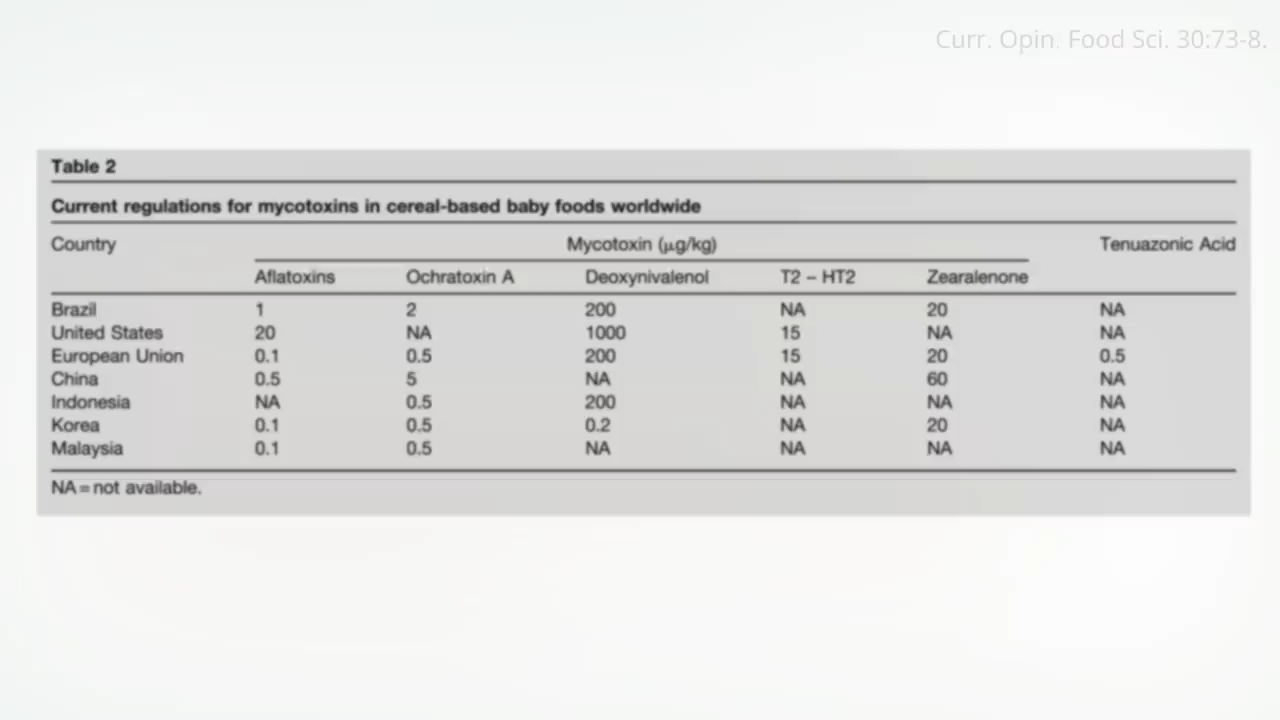 Curr. Opin. Food Sci. 30:73-8.
Table 2
Current regulations for mycotoxins in cereal-based baby foods worldwide
Country Mycotoxin (μg/kg) Tenuazonic Acid
Aflatoxins Ochratoxin A Deoxynivalenol T2 – HT2 Zearalenone
Brazil 1 2 200 NA 20 NA
United States 20 NA 1000 15 NA NA
European Union 0.1 0.5 200 15 20 0.5
China 0.5 5 NA NA 60 NA
Indonesia NA 0.5 200 NA NA NA
Korea 0.1 0.5 0.2 NA 20 NA
Malaysia 0.1 0.5 NA NA NA NA
NA = not available.